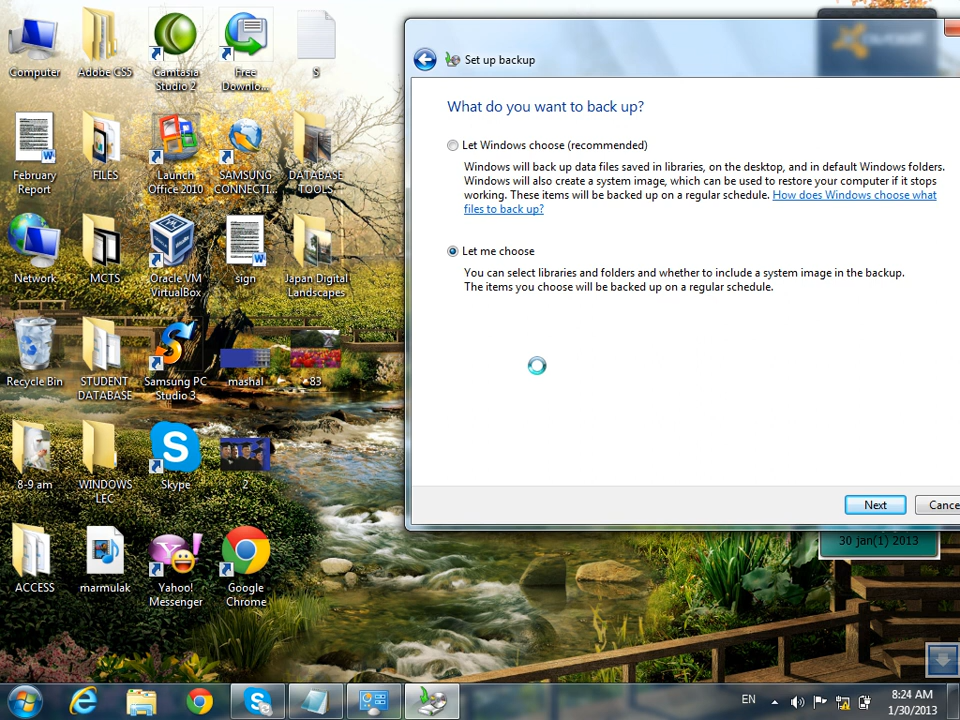 Computer
Adobe CS5
Camtasia
Studio 2
Free
Downlo...
S
February
Report
FILES
Launch
Office 2010
SAMSUNG
CONNECTI...
DATABASE
TOOLS
Network
MCTS
Oracle VM
VirtualBox
sign
Japan Digital
Landscapes
Recycle Bin
STUDENT
DATABASE
Samsung PC
Studio 3
mashal
83
8-9 am
WINDOWS
LEC
Skype
2
ACCESS
marmulak
Yahoo!
Messenger
Google
Chrome
Set up backup
What do you want to back up?
Let Windows choose (recommended)
Windows will back up data files saved in libraries, on the desktop, and in default Windows folders.
Windows will also create a system image, which can be used to restore your computer if it stops
working. These items will be backed up on a regular schedule. How does Windows choose what
files to back up?
Let me choose
You can select libraries and folders and whether to include a system image in the backup.
The items you choose will be backed up on a regular schedule.
Next
Cance
30 jan(1) 2013
EN
8:24 AM
1/30/2013